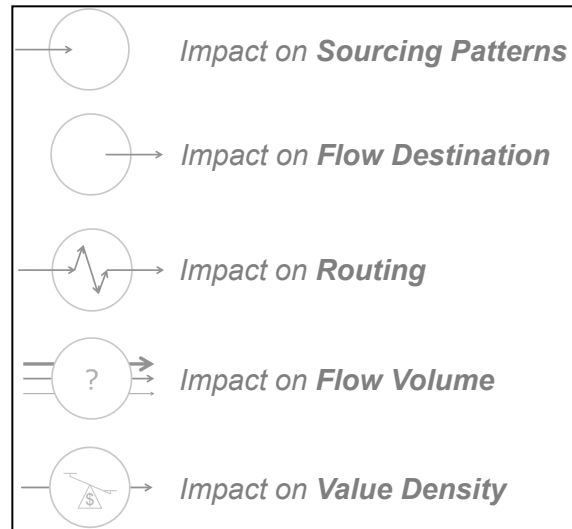 Impact on Sourcing Patterns
Impact on Flow Destination
Impact on Routing
?
Impact on Flow Volume
$
Impact on Value Density